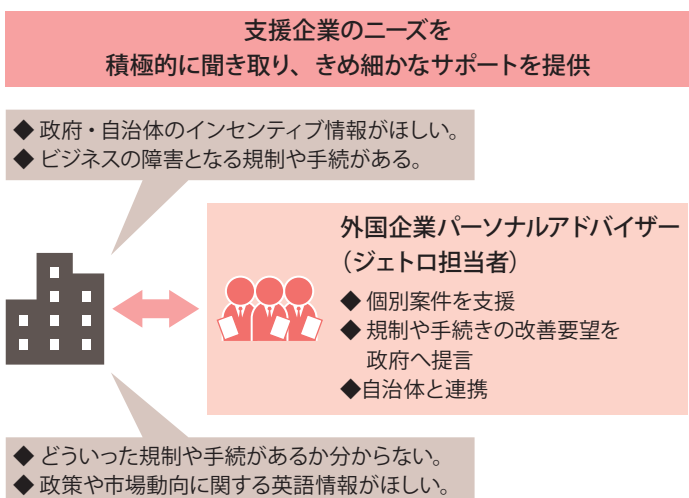 支援企業のニーズを
積極的に聞き取り、きめ細かなサポートを提供
◆ 政府・自治体のインセンティブ情報がほしい。
◆ ビジネスの障害となる規制や手続がある。
外国企業パーソナルアドバイザー
（ジェトロ担当者）
◆ 個別案件を支援
◆ 規制や手続きの改善要望を
政府へ提言
◆自治体と連携
◆ どういった規制や手続があるか分からない。
◆ 政策や市場動向に関する英語情報がほしい。